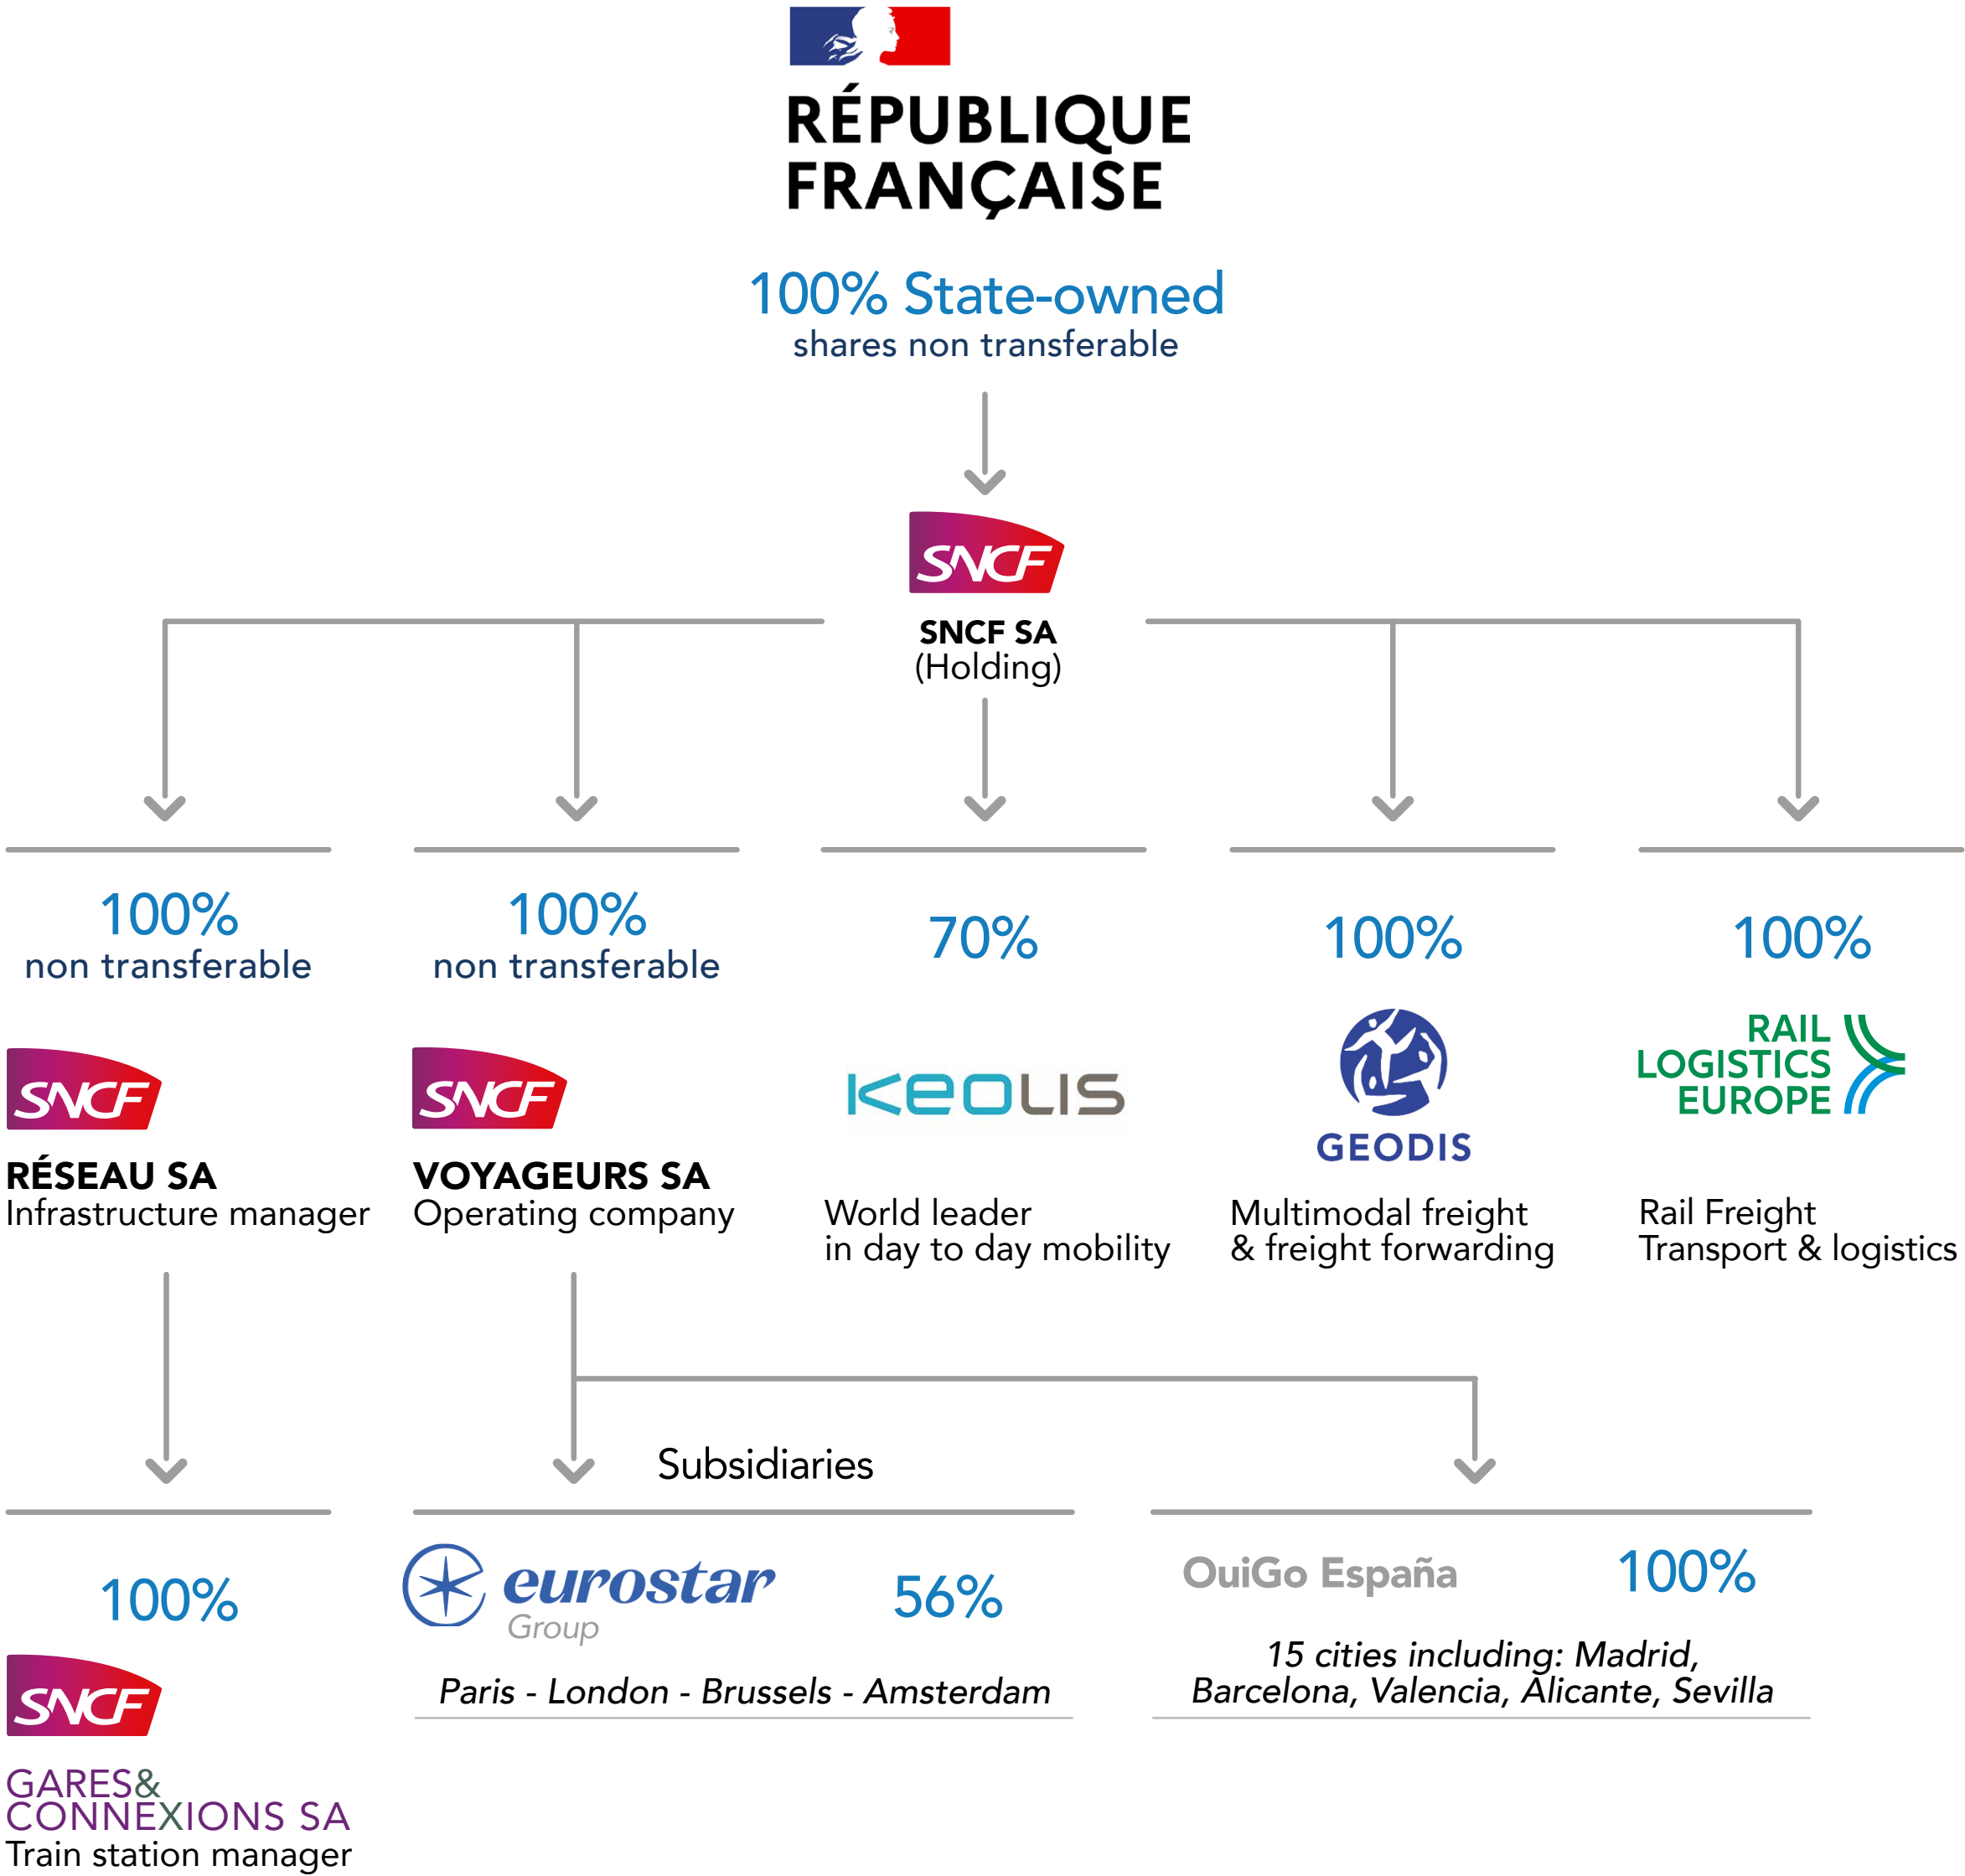 RÉPUBLIQUE
FRANÇAISE
100% State-owned
shares non transferable
SNCF
SNCF SA
(Holding)
100%
non transferable
SNCF
RÉSEAU SA
Infrastructure manager
100%
non transferable
SNCF
VOYAGEURS SA
Operating company
70%
KEOLIS
World leader
in day to day mobility
100%
GEODIS
Multimodal freight
& freight forwarding
100%
RAIL
LOGISTICS
EUROPE
Rail Freight
Transport & logistics
Subsidiaries
100%
SNCF
GARES&
CONNEXIONS SA
Train station manager
eurostar
Group
56%
Paris - London - Brussels - Amsterdam
OuiGo España
100%
15 cities including: Madrid,
Barcelona, Valencia, Alicante, Sevilla